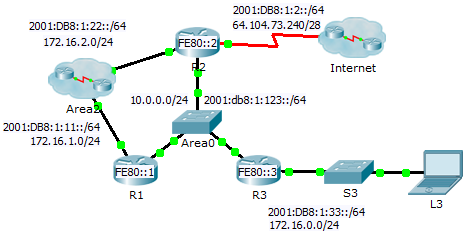 2001:DB8:1:22::/64
172.16.2.0/24
2001:DB8:1:2::/64
64.104.73.240/28
FE80::2
R2
Internet
Area2
10.0.0.0/24
2001:db8:1:123::/64
2001:DB8:1:11::/64
172.16.1.0/24
Area0
FE80::1
R1
FE80::3
R3
S3
L3
2001:DB8:1:33::/64
172.16.0.0/24